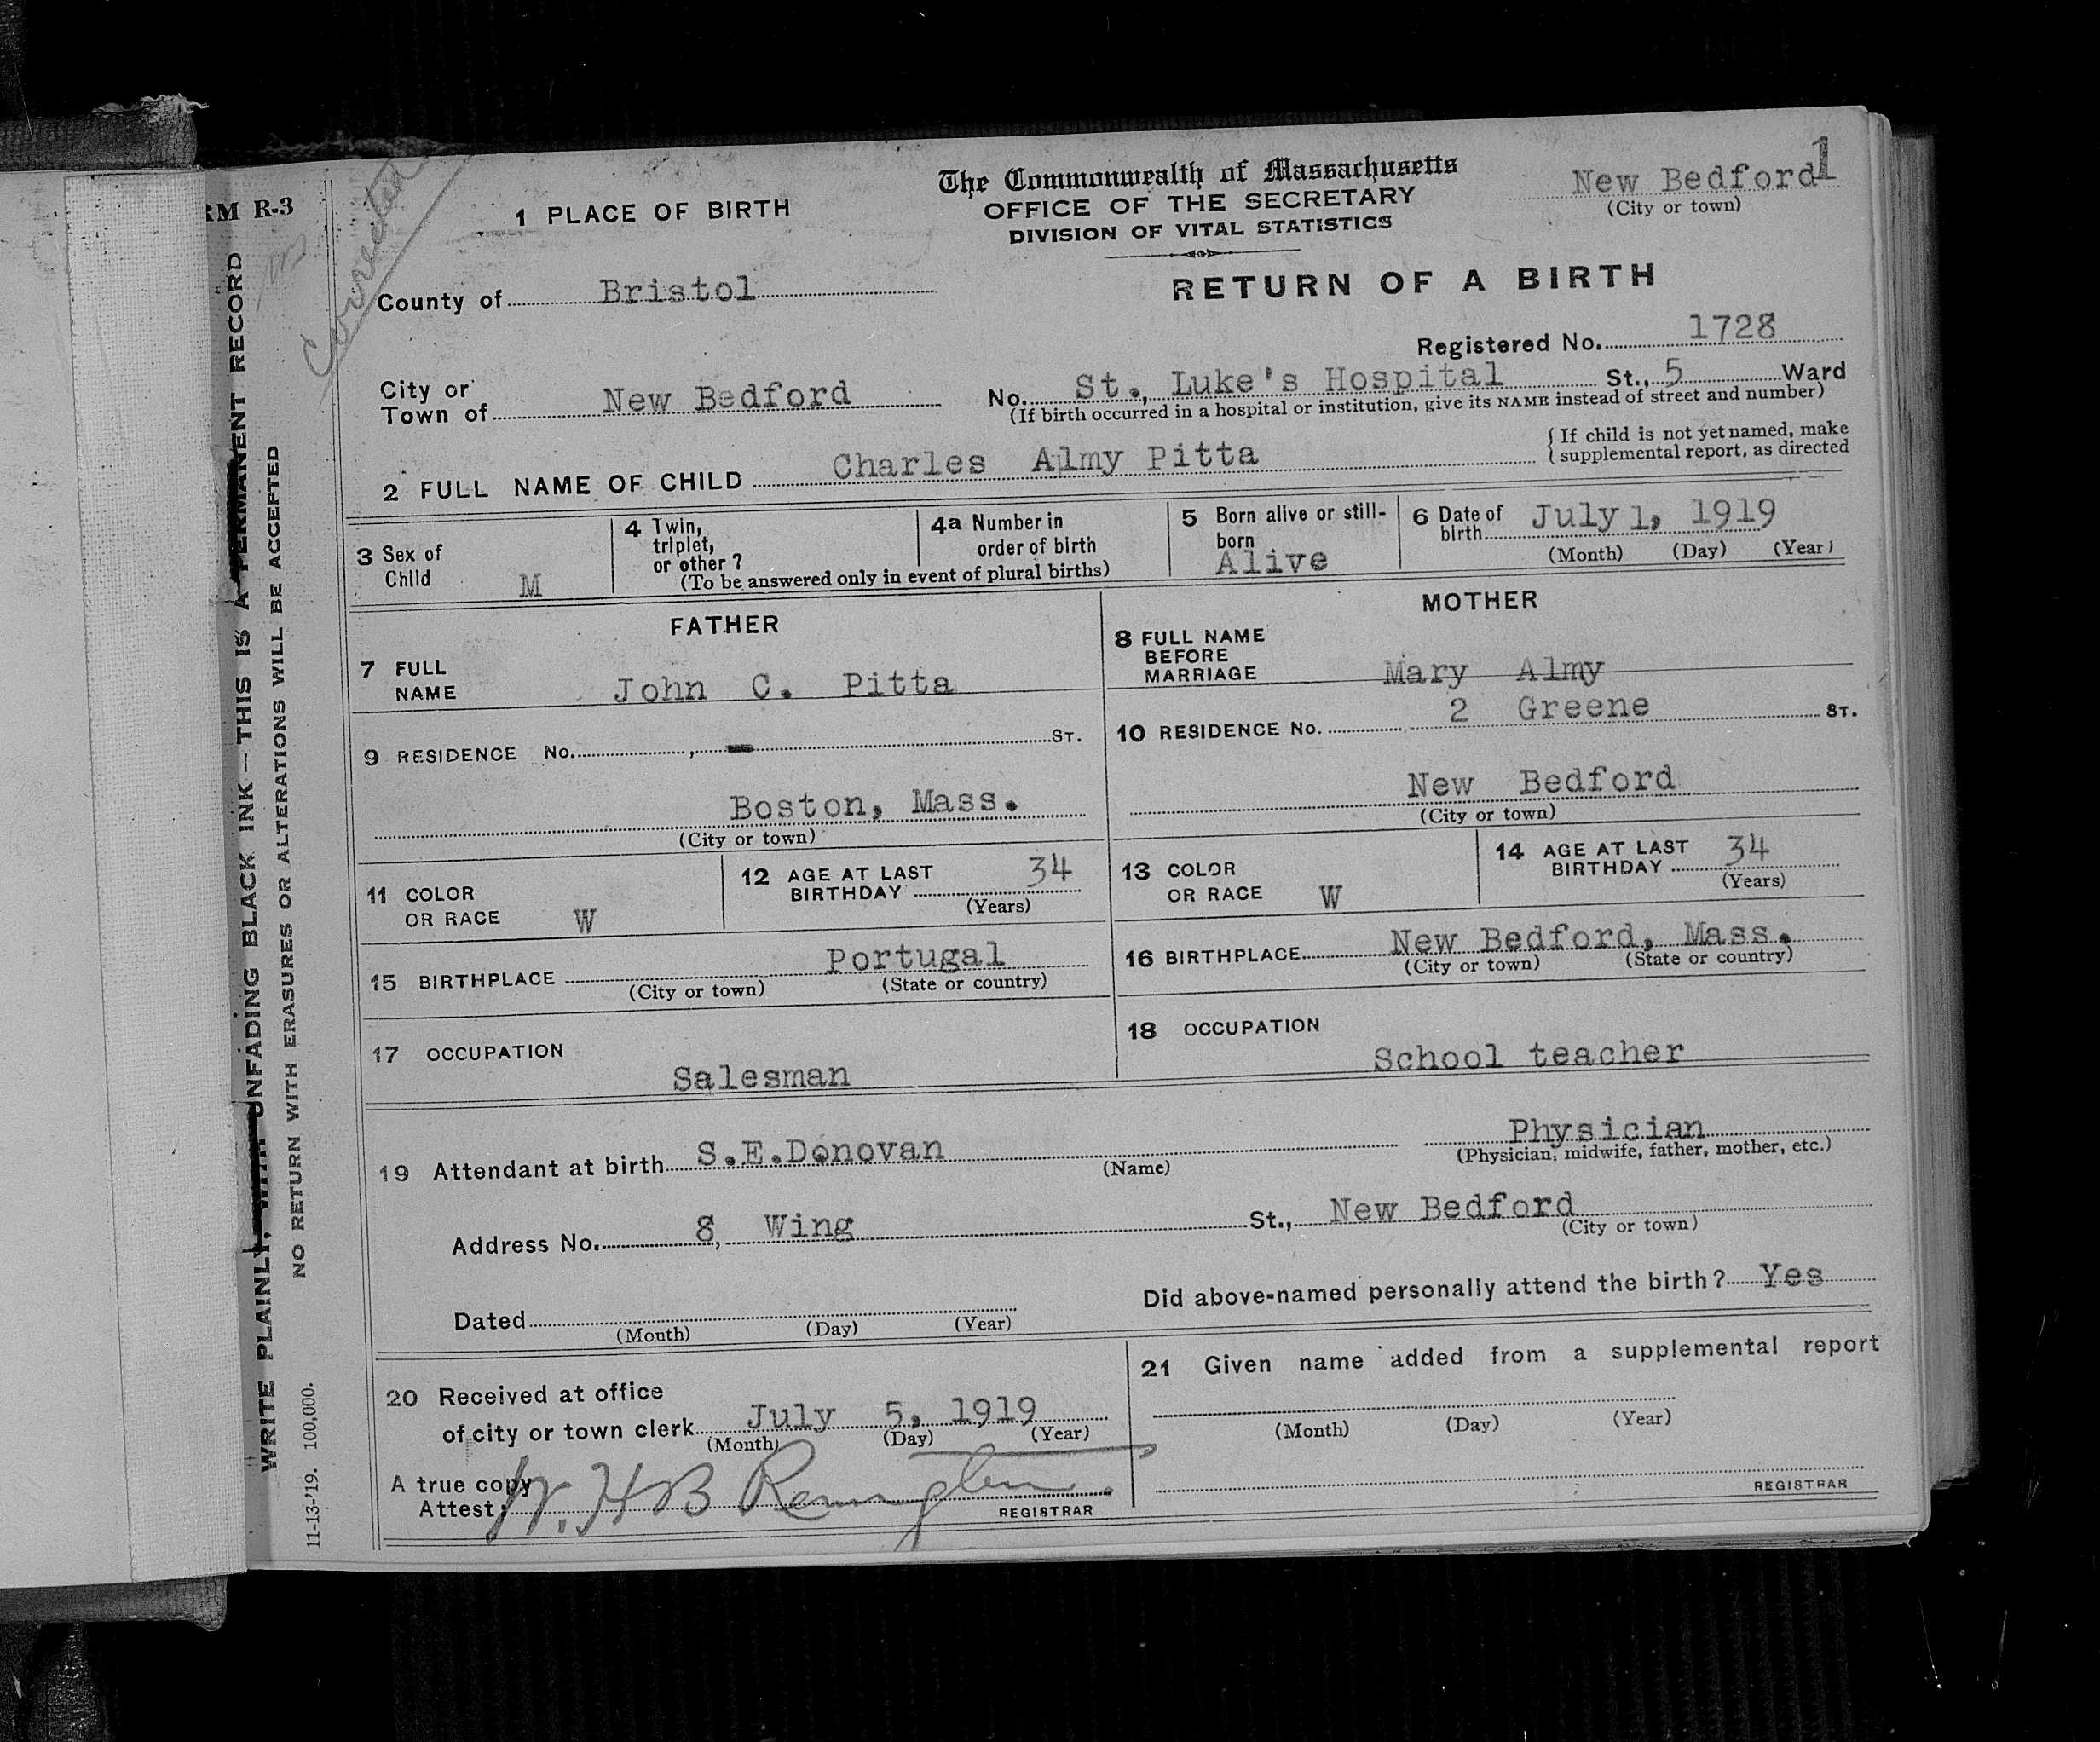 The Commonwealth of Massachusetts
OFFICE OF THE SECRETARY
DIVISION OF VITAL STATISTICS
New Bedford
1
(City or town)
RM R-3
Corrected
1 PLACE OF BIRTH
RETURN OF A BIRTH
County of Bristol
Registered No. 1728
City or
Town of New Bedford
No. St., Luke's Hospital St., 5 Ward
(If birth occurred in a hospital or institution, give its NAME instead of street and number)
2 FULL NAME OF CHILD Charles Almy Pitta
{If child is not yet named, make
supplemental report, as directed
3 Sex of
Child M
4 Twin,
triplet,
or other?
4a Number in
order of birth
(To be answered only in event of plural births)
5 Born alive or still-
born
Alive
6 Date of
birth July 1, 1919
(Month) (Day) (Year)
FATHER
7 FULL
NAME John C. Pitta
MOTHER
8 FULL NAME
BEFORE
MARRIAGE Mary Almy
9 RESIDENCE No. , ST.
Boston, Mass.
(City or town)
10 RESIDENCE No. 2 Greene ST.
New Bedford
(City or town)
11 COLOR
OR RACE W
12 AGE AT LAST
BIRTHDAY 34
(Years)
13 COLOR
OR RACE W
14 AGE AT LAST
BIRTHDAY 34
(Years)
15 BIRTHPLACE Portugal
(City or town) (State or country)
16 BIRTHPLACE New Bedford, Mass.
(City or town) (State or country)
17 OCCUPATION
Salesman
18 OCCUPATION
School teacher
19 Attendant at birth S.E.Donovan
(Name)
Physician
(Physician, midwife, father, mother, etc.)
Address No. 8, Wing St., New Bedford
(City or town)
Dated
(Month) (Day) (Year)
Did above-named personally attend the birth? Yes
20 Received at office
of city or town clerk July 5, 1919
(Month) (Day) (Year)
A true copy
Attest: W. H B Remington.
REGISTRAR
21 Given name added from a supplemental report
(Month) (Day) (Year)
REGISTRAR
WRITE PLAINLY, WITH UNFADING BLACK INK — THIS IS A PERMANENT RECORD
NO RETURN WITH ERASURES OR ALTERATIONS WILL BE ACCEPTED
11-13-'19. 100,000.